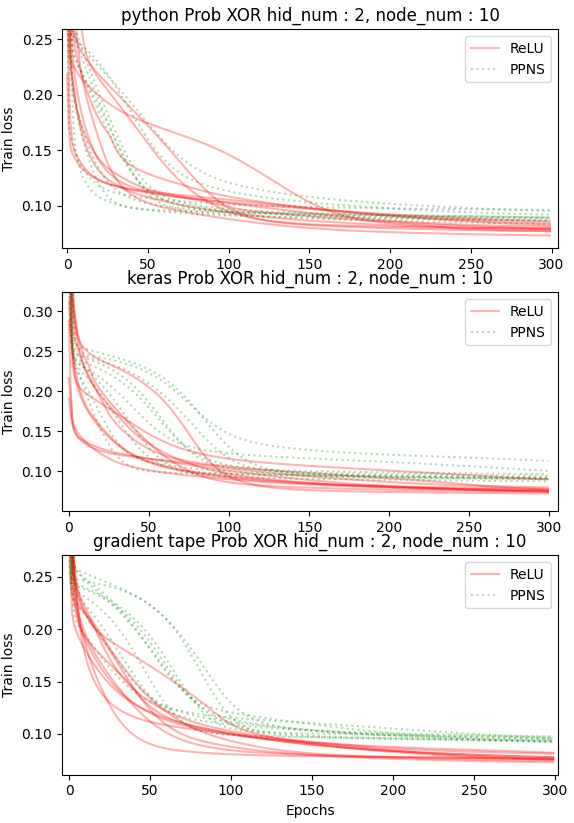 python Prob XOR hid_num : 2, node_num : 10
0.25
0.20
0.15
0.10
Train loss
ReLU
PPNS
0 50 100 150 200 250 300
keras Prob XOR hid_num : 2, node_num : 10
0.30
0.25
0.20
0.15
0.10
Train loss
ReLU
PPNS
0 50 100 150 200 250 300
gradient tape Prob XOR hid_num : 2, node_num : 10
0.25
0.20
0.15
0.10
Train loss
ReLU
PPNS
0 50 100 150 200 250 300
Epochs